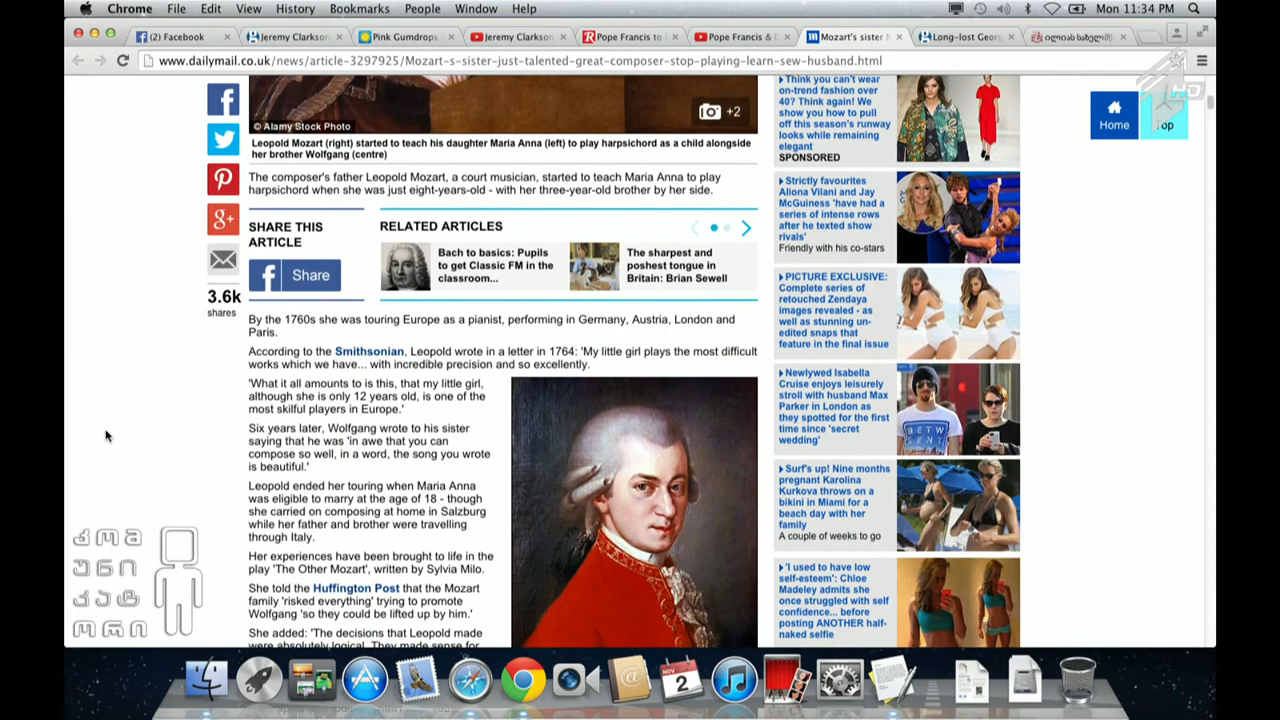 Chrome File Edit View History Bookmarks People Window Help
Mon 11:34 PM
(2) Facebook
Jeremy Clarkson
Pink Gumdrops
Jeremy Clarkson
Pope Francis to
Pope Francis & D
Mozart's sister
Long-lost Georg
www.dailymail.co.uk/news/article-3297925/Mozart-s-sister-just-talented-great-composer-stop-playing-learn-sew-husband.html
+2
© Alamy Stock Photo
Leopold Mozart (right) started to teach his daughter Maria Anna (left) to play harpsichord as a child alongside
her brother Wolfgang (centre)
The composer's father Leopold Mozart, a court musician, started to teach Maria Anna to play
harpsichord when she was just eight-years-old - with her three-year-old brother by her side.
SHARE THIS
ARTICLE
Share
RELATED ARTICLES
Bach to basics: Pupils
to get Classic FM in the
classroom...
The sharpest and
poshest tongue in
Britain: Brian Sewell
3.6k
shares
By the 1760s she was touring Europe as a pianist, performing in Germany, Austria, London and
Paris.
According to the Smithsonian, Leopold wrote in a letter in 1764: 'My little girl plays the most difficult
works which we have... with incredible precision and so excellently.
'What it all amounts to is this, that my little girl,
although she is only 12 years old, is one of the
most skilful players in Europe.'
Six years later, Wolfgang wrote to his sister
saying that he was 'in awe that you can
compose so well, in a word, the song you wrote
is beautiful.'
Leopold ended her touring when Maria Anna
was eligible to marry at the age of 18 - though
she carried on composing at home in Salzburg
while her father and brother were travelling
through Italy.
Her experiences have been brought to life in the
play 'The Other Mozart', written by Sylvia Milo.
She told the Huffington Post that the Mozart
family 'risked everything' trying to promote
Wolfgang 'so they could be lifted up by him.'
She added: 'The decisions that Leopold made
were absolutely logical. They made sense for
Think you can't wear
on-trend fashion over
40? Think again! We
show you how to pull
off this season's runway
looks while remaining
elegant
SPONSORED
Strictly favourites
Aliona Vilani and Jay
McGuiness 'have had a
series of intense rows
after he texted show
rivals'
Friendly with his co-stars
PICTURE EXCLUSIVE:
Complete series of
retouched Zendaya
images revealed - as
well as stunning un-
edited snaps that
feature in the final issue
Newlywed Isabella
Cruise enjoys leisurely
stroll with husband Max
Parker in London as
they spotted for the
first time since 'secret
wedding'
BETW
CENTENT
Surf's up! Nine months
pregnant Karolina
Kurkova throws on a
bikini in Miami for a
beach day with her
family
A couple of weeks to go
'I used to have low
self-esteem': Chloe
Madeley admits she
once struggled with self
confidence... before
posting ANOTHER half-
naked selfie
Home
Top
HD
კომ
უნი
კატ
ორი
NOV
2